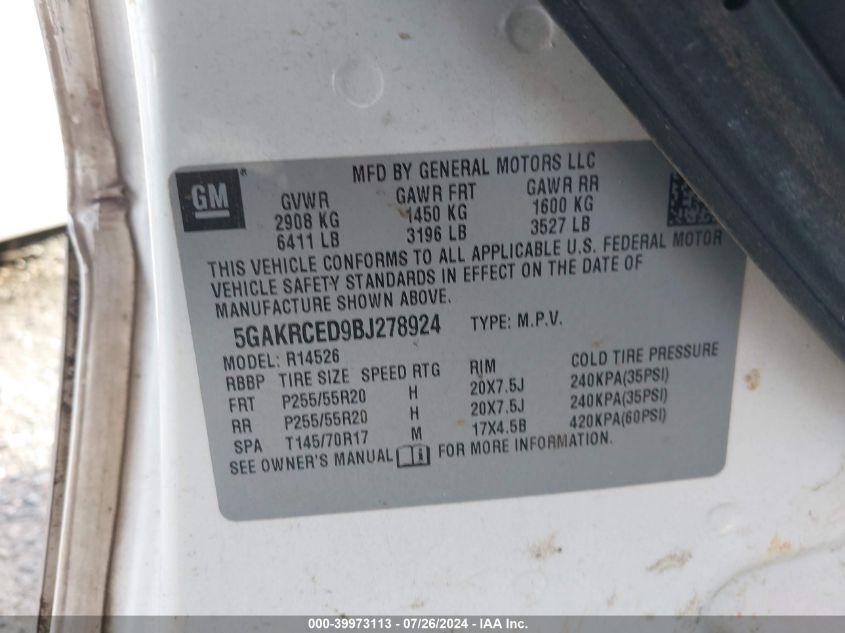 MFD BY GENERAL MOTORS LLC
GM ®
GVWR GAWR FRT GAWR RR
2908 KG 1450 KG 1600 KG
6411 LB 3196 LB 3527 LB
THIS VEHICLE CONFORMS TO ALL APPLICABLE U.S. FEDERAL MOTOR
VEHICLE SAFETY STANDARDS IN EFFECT ON THE DATE OF
MANUFACTURE SHOWN ABOVE.
5GAKRCED9BJ278924 TYPE: M.P.V.
MODEL: R14526
RBBP TIRE SIZE SPEED RTG RIM COLD TIRE PRESSURE
FRT P255/55R20 H 20X7.5J 240KPA(35PSI)
RR P255/55R20 H 20X7.5J 240KPA(35PSI)
SPA T145/70R17 M 17X4.5B 420KPA(60PSI)
SEE OWNER'S MANUAL FOR MORE INFORMATION.
000-39973113 - 07/26/2024 - IAA Inc.